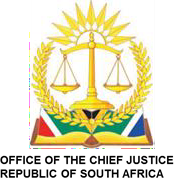 OFFICE OF THE CHIEF JUSTICE
REPUBLIC OF SOUTH AFRICA